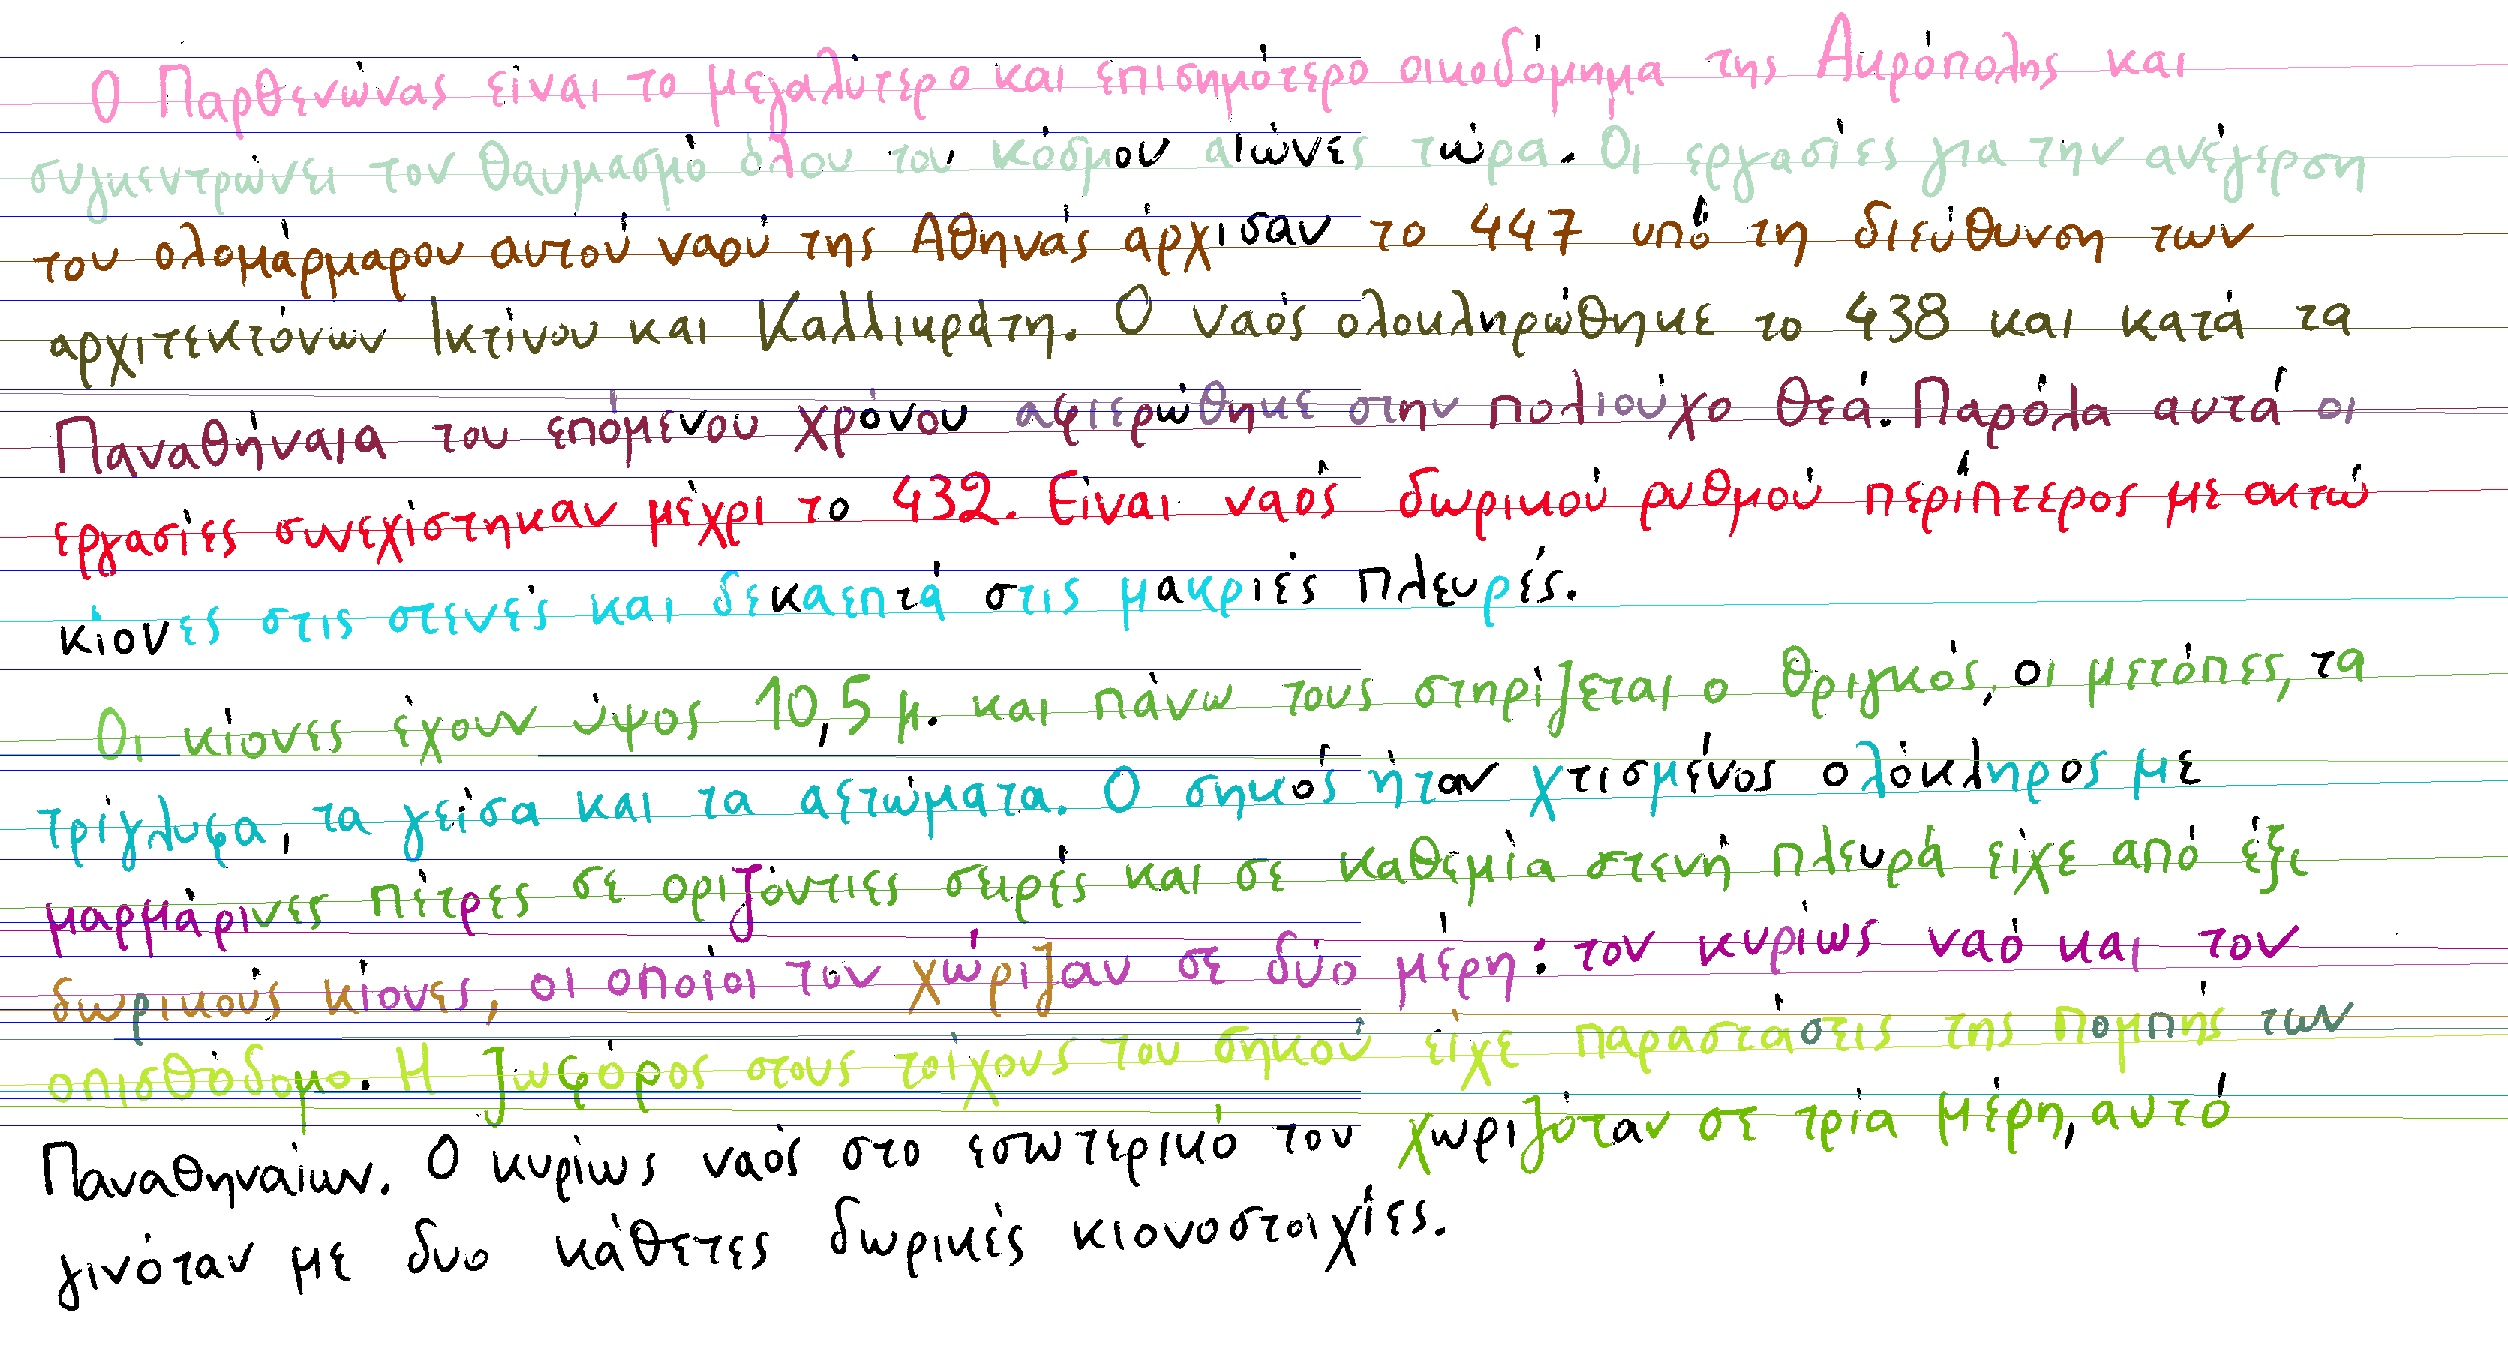 Ο Παρθενώνας είναι το μεγαλύτερο και επισημότερο οικοδόμημα της Ακρόπολης και
συγκεντρώνει τον θαυμασμό όλου του κόσμου αιώνες τώρα. Οι εργασίες για την ανέγερση
του ολομάρμαρου αυτού ναού της Αθηνάς άρχισαν το 447 υπό τη διεύθυνση των
αρχιτεκτόνων Ικτίνου και Καλλικράτη. Ο ναός ολοκληρώθηκε το 438 και κατά τα
Παναθήναια του επόμενου χρόνου αφιερώθηκε στην πολιούχο θεά. Παρόλα αυτά οι
εργασίες συνεχίστηκαν μέχρι το 432. Είναι ναός δωρικού ρυθμού περίπτερος με οκτώ
κίονες στις στενές και δεκαεπτά στις μακριές πλευρές.
Οι κίονες έχουν ύψος 10,5 μ. και πάνω τους στηρίζεται ο θριγκός, οι μετόπες, τα
τρίγλυφα, τα γείσα και τα αετώματα. Ο σηκός ήταν χτισμένος ολόκληρος με
μαρμάρινες πέτρες σε οριζόντιες σειρές και σε καθεμία στενή πλευρά είχε από έξι
δωρικούς κίονες, οι οποίοι τον χώριζαν σε δύο μέρη: τον κυρίως ναό και τον
οπισθόδομο. Η ζωφόρος στους τοίχους του σηκού είχε παραστάσεις της πομπής των
Παναθηναίων. Ο κυρίως ναός στο εσωτερικό του χωριζόταν σε τρία μέρη, αυτό
γινόταν με δυο κάθετες δωρικές κιονοστοιχίες.